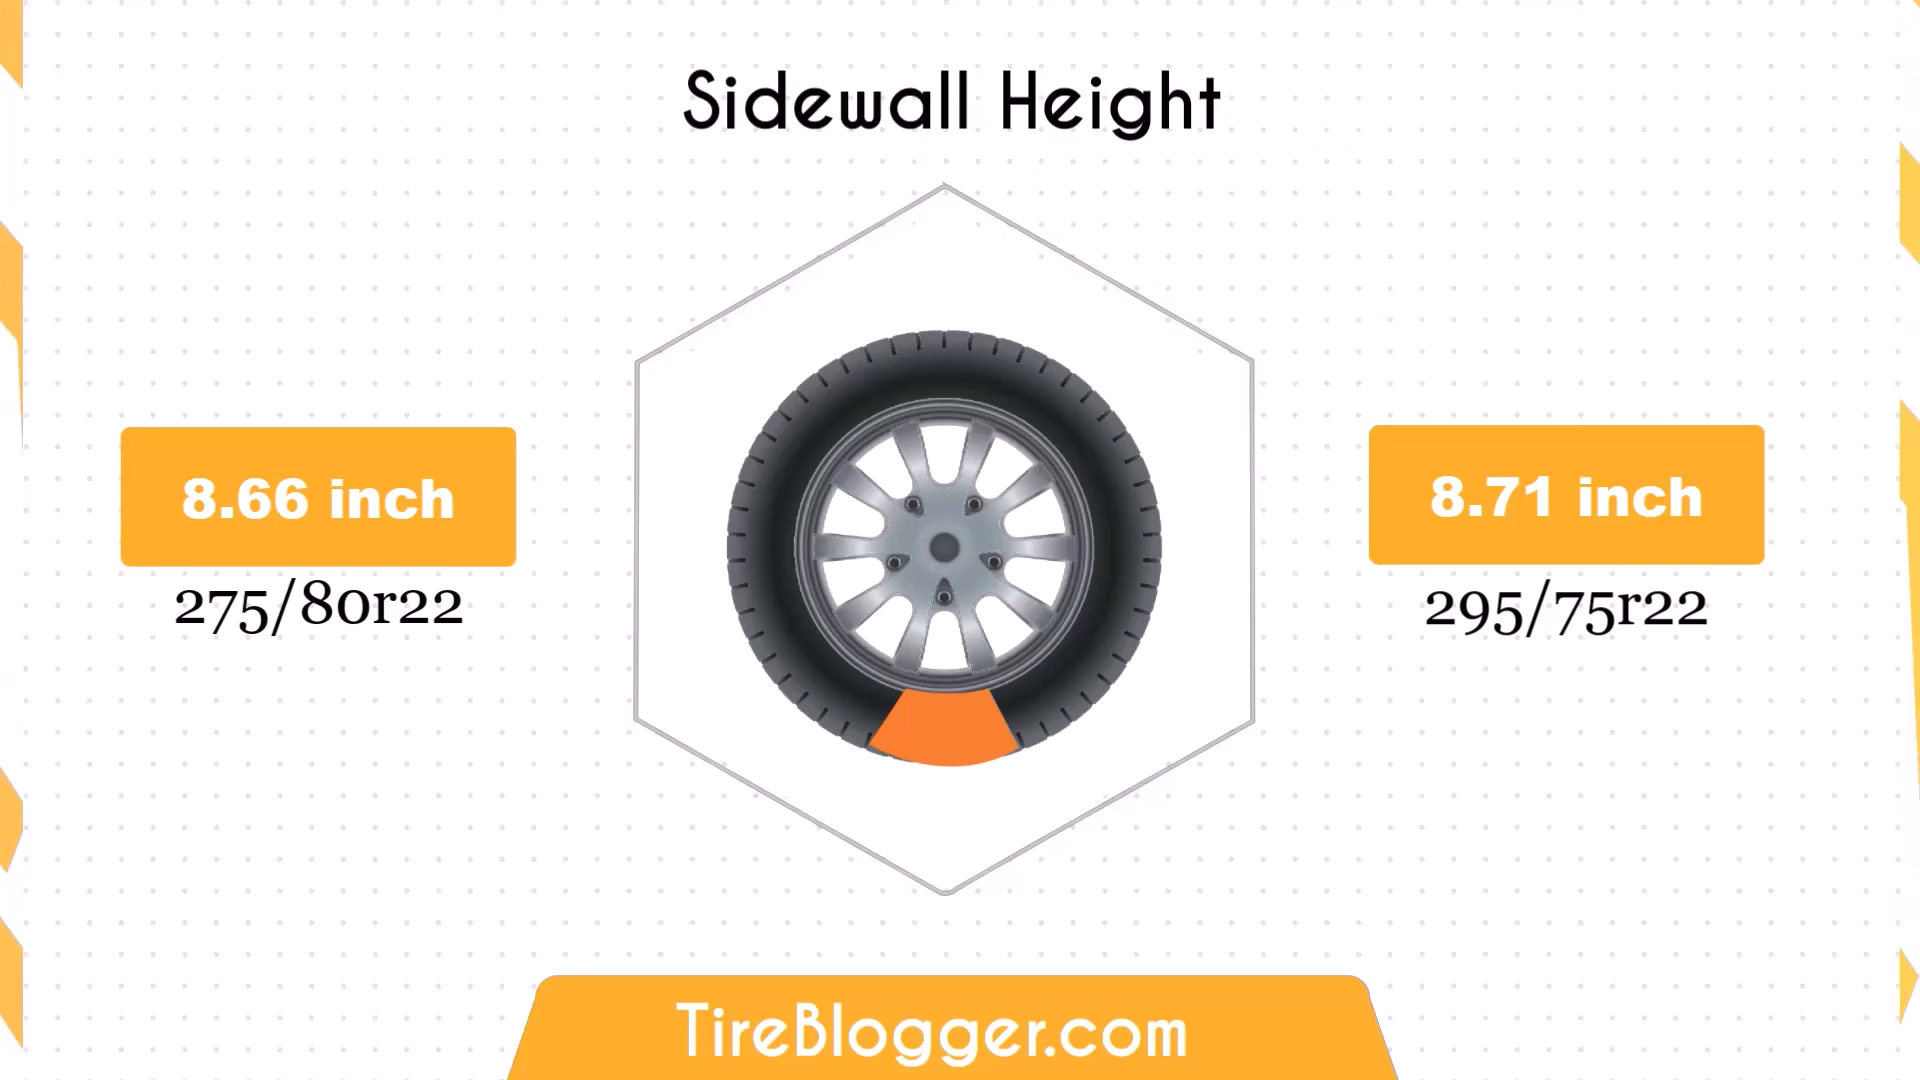 Sidewall Height
8.66 inch
275/80r22
8.71 inch
295/75r22
TireBlogger.com